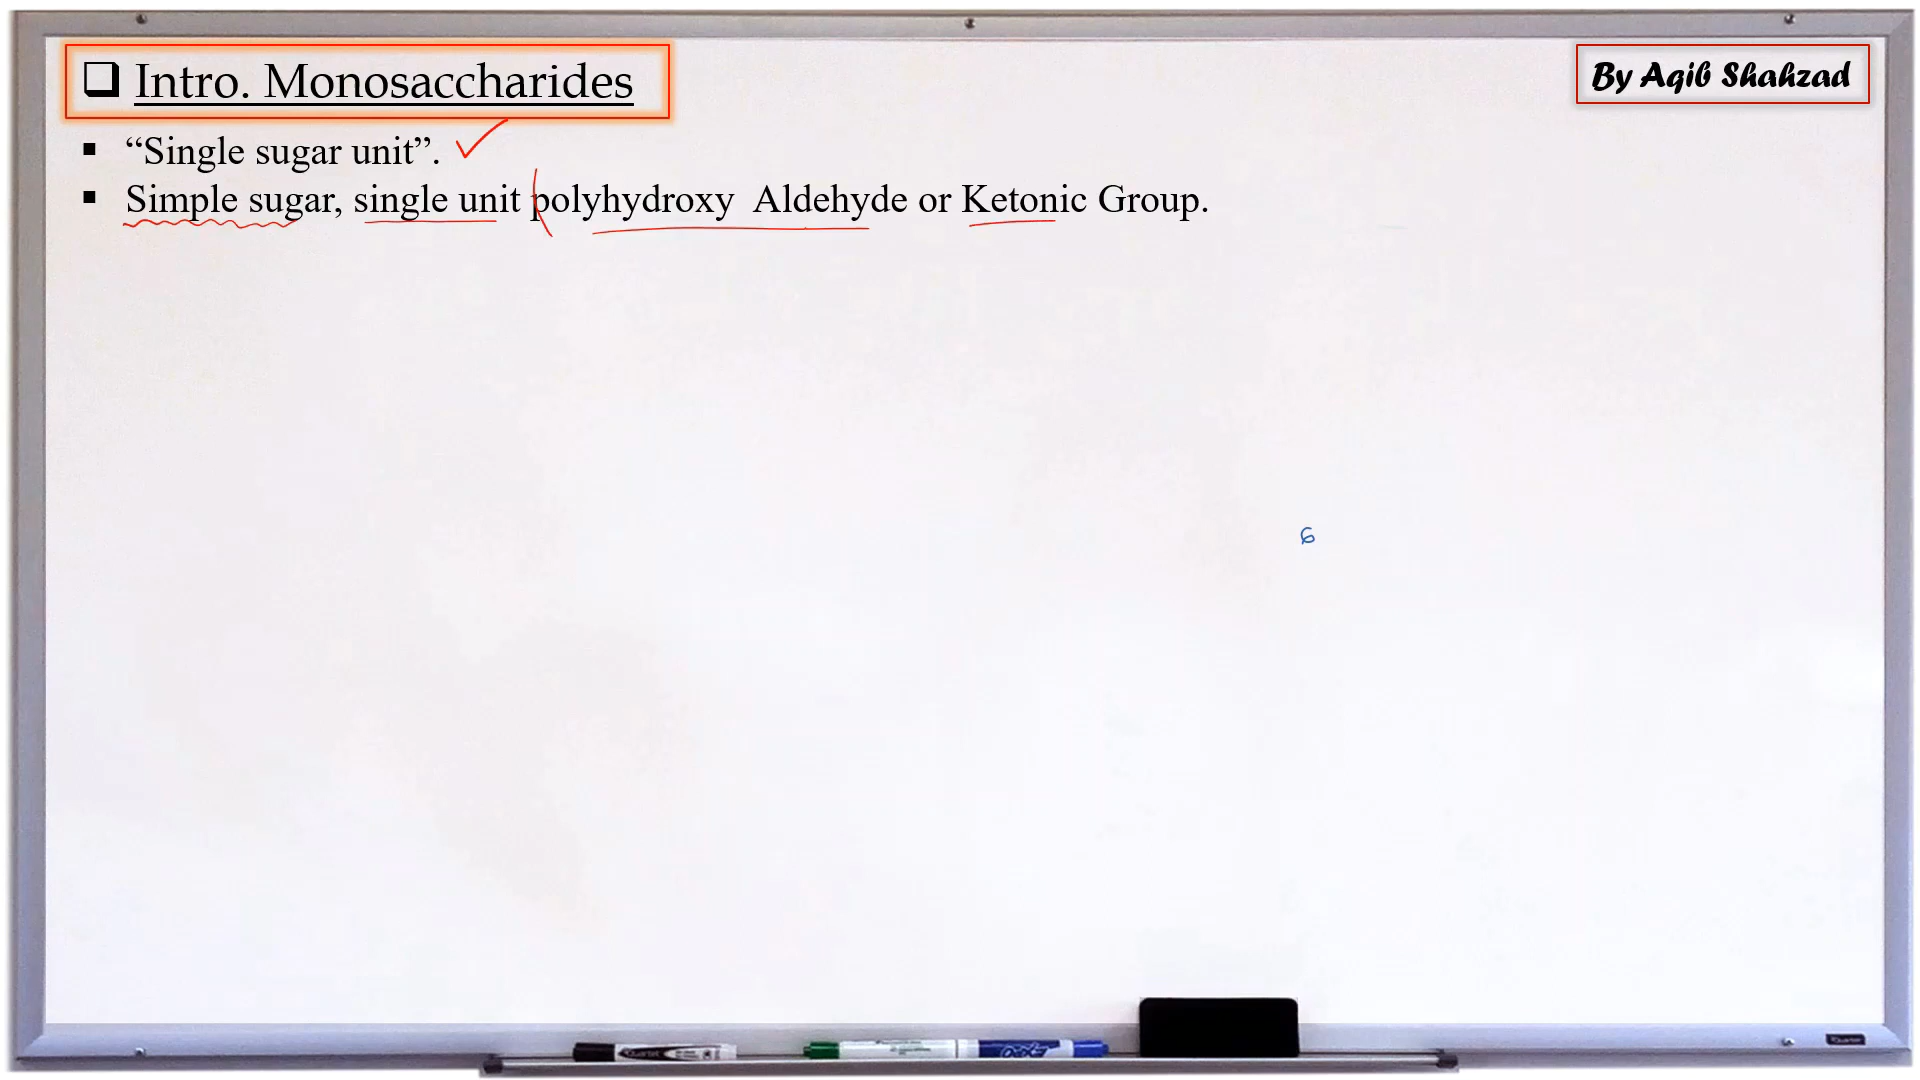 Intro. Monosaccharides
By Aqib Shahzad
“Single sugar unit”.
Simple sugar, single unit polyhydroxy Aldehyde or Ketonic Group.
6